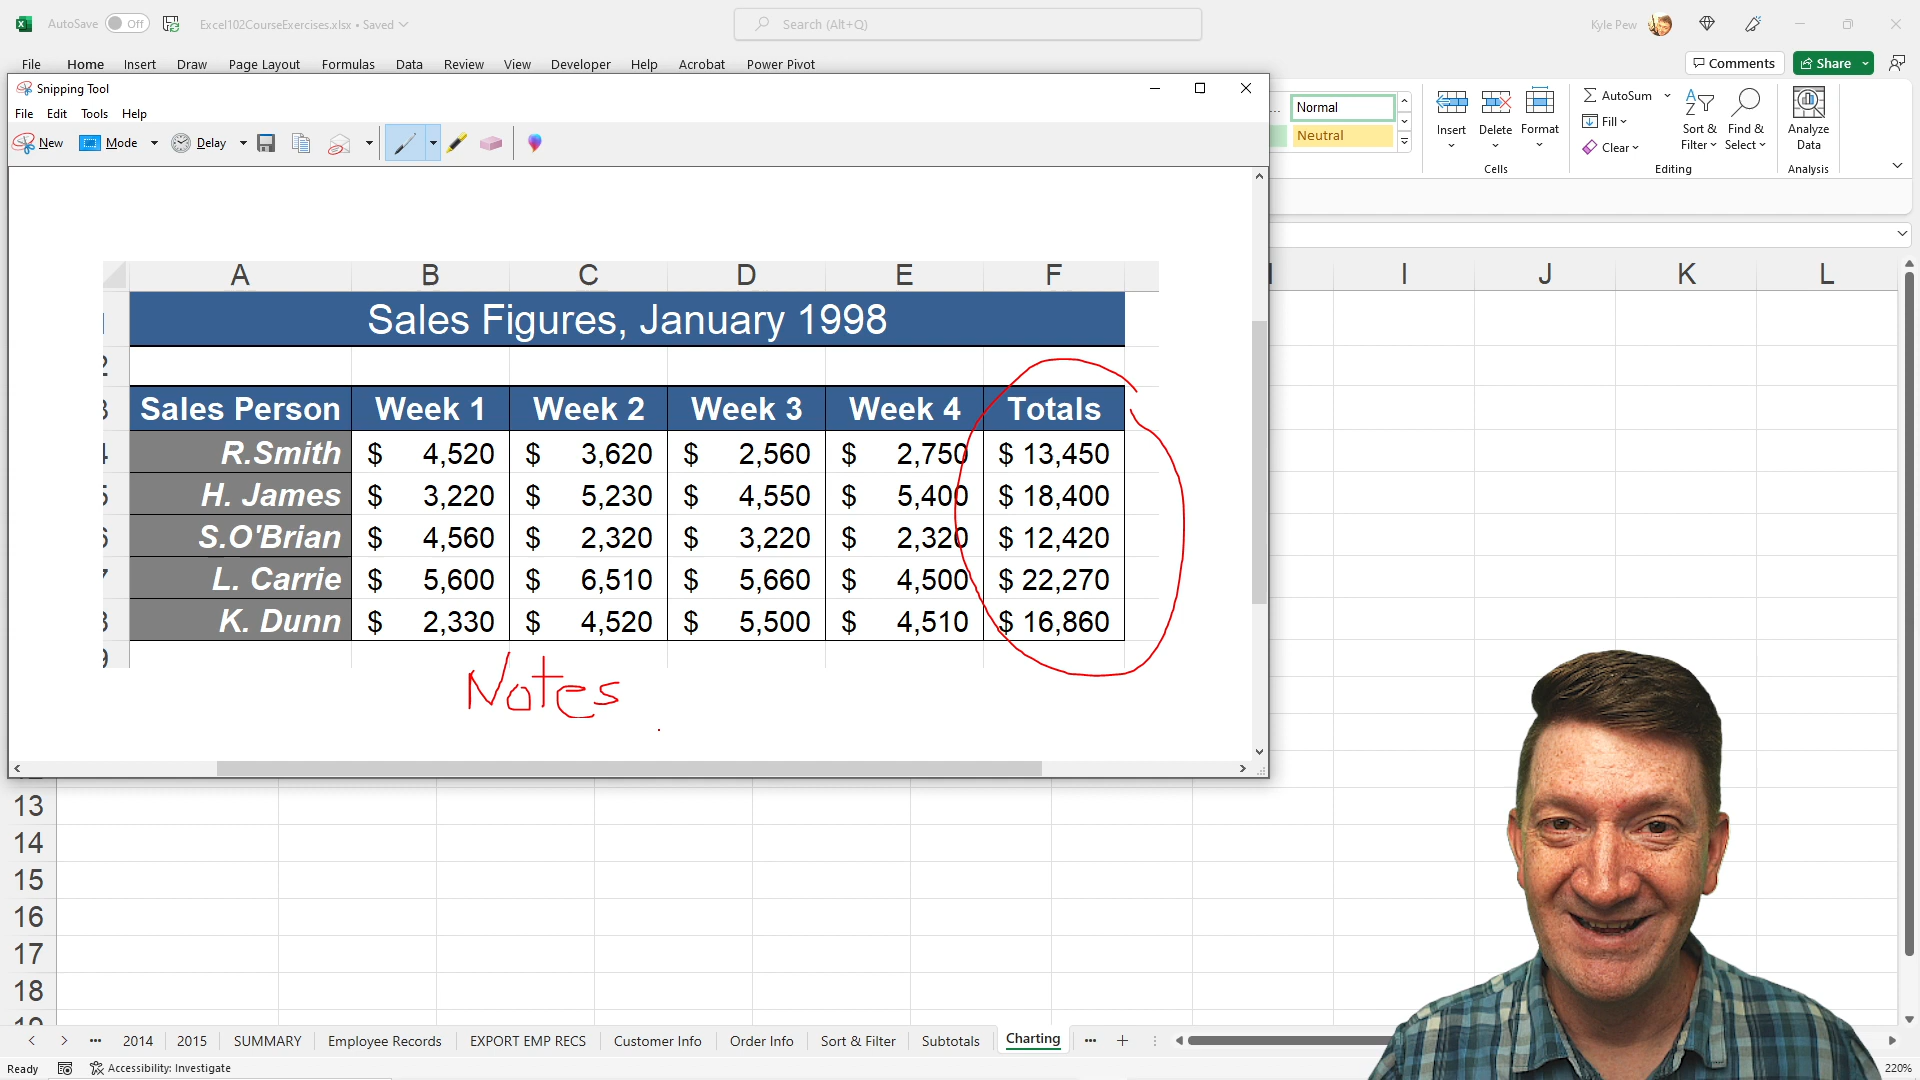 AutoSave Off Excel102CourseExercises.xlsx • Saved Search (Alt+Q) Kyle Pew
File Home Insert Draw Page Layout Formulas Data Review View Developer Help Acrobat Power Pivot Comments Share
Snipping Tool
File Edit Tools Help
New Mode Delay
Normal
Neutral
Insert Delete Format
Cells
AutoSum
Fill
Clear
Sort & Filter
Find & Select
Editing
Analyze Data
Analysis
A B C D E F
Sales Figures, January 1998
Sales Person Week 1 Week 2 Week 3 Week 4 Totals
R.Smith $ 4,520 $ 3,620 $ 2,560 $ 2,750 $ 13,450
H. James $ 3,220 $ 5,230 $ 4,550 $ 5,400 $ 18,400
S.O'Brian $ 4,560 $ 2,320 $ 3,220 $ 2,320 $ 12,420
L. Carrie $ 5,600 $ 6,510 $ 5,660 $ 4,500 $ 22,270
K. Dunn $ 2,330 $ 4,520 $ 5,500 $ 4,510 $ 16,860
Notes
I J K L
13
14
15
16
17
18
2014 2015 SUMMARY Employee Records EXPORT EMP RECS Customer Info Order Info Sort & Filter Subtotals Charting
Ready Accessibility: Investigate 220%